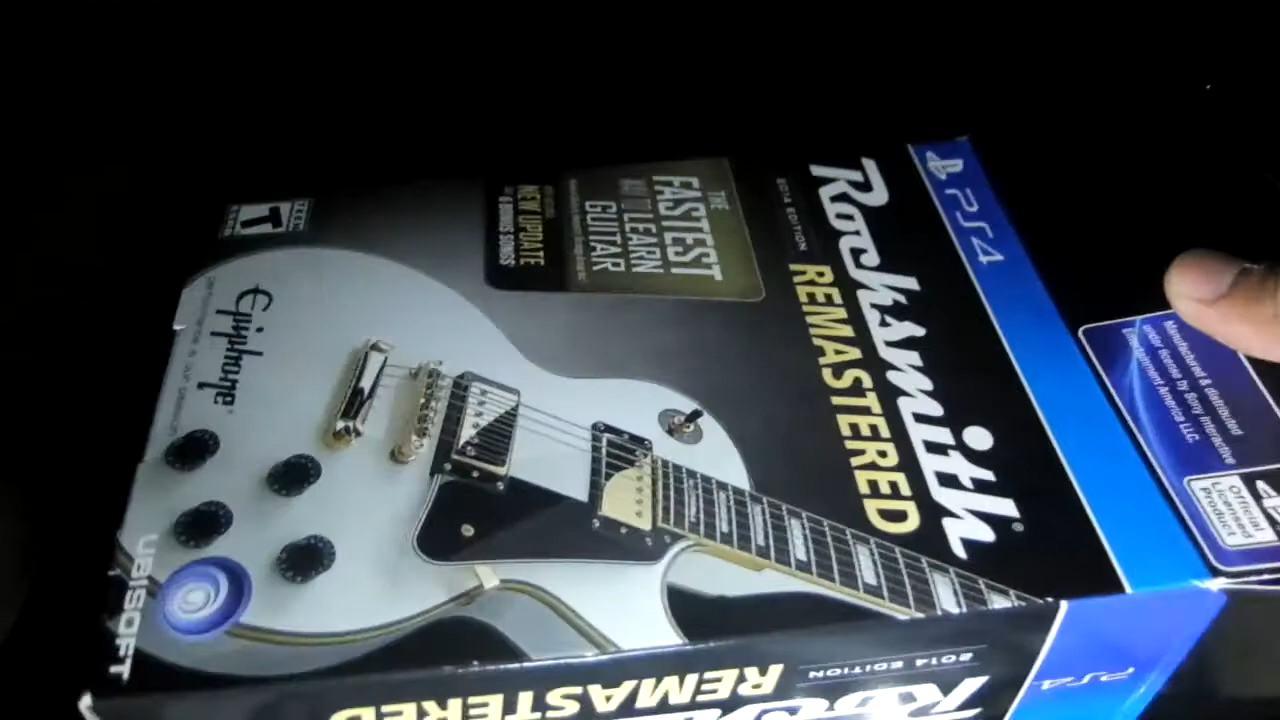 PS4
Rocksmith®
2014 EDITION
REMASTERED
THE
FASTEST
WAY TO LEARN
GUITAR
NEW UPDATE
6 BONUS SONGS
TEEN
T
Epiphone
UBISOFT
Manufactured & distributed
under license by Sony Interactive
Entertainment America LLC.
Official
Licensed
Product
PS4
2014 EDITION
REMASTERED